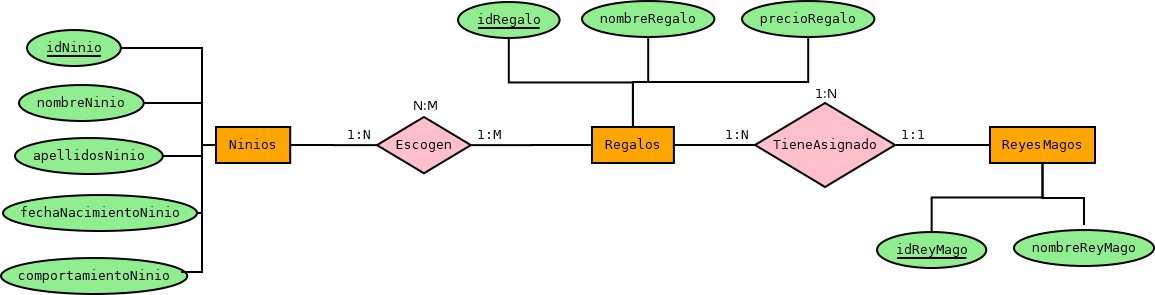 idRegalo
nombreRegalo
precioRegalo
idNinio
nombreNinio
apellidosNinio
fechaNacimientoNinio
comportamientoNinio
Ninios
1:N
N:M
Escogen
1:M
Regalos
1:N
1:N
TieneAsignado
1:1
ReyesMagos
idReyMago
nombreReyMago